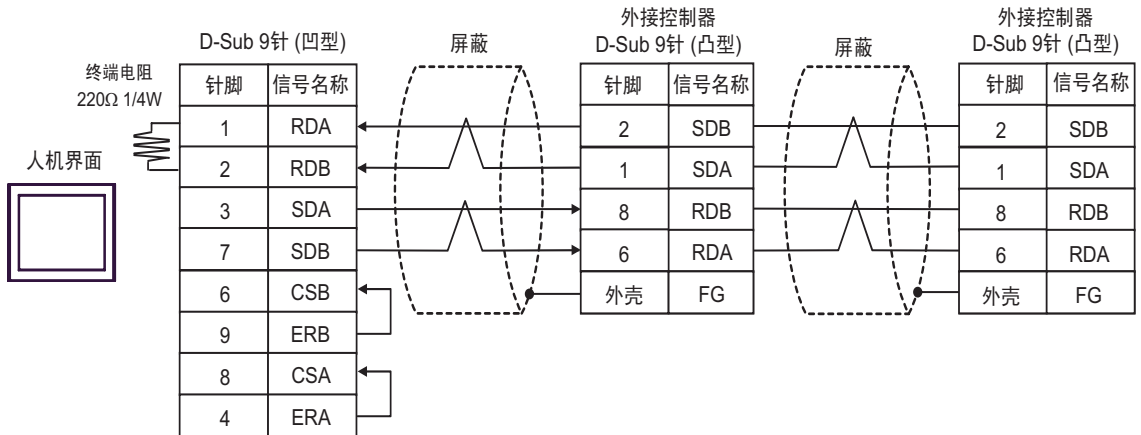 外接控制器
外接控制器
D-Sub 9针 (凹型)
屏蔽
D-Sub 9针 (凸型)
屏蔽
D-Sub 9针 (凸型)
终端电阻
220Ω 1/4W
人机界面
针脚 信号名称
1 RDA
2 RDB
3 SDA
7 SDB
6 CSB
9 ERB
8 CSA
4 ERA
针脚 信号名称
2 SDB
1 SDA
8 RDB
6 RDA
外壳 FG
针脚 信号名称
2 SDB
1 SDA
8 RDB
6 RDA
外壳 FG